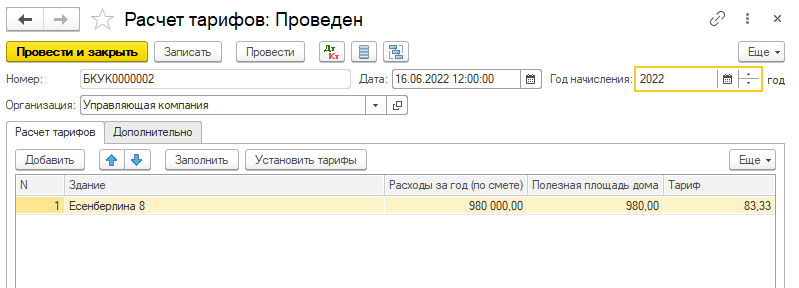 Расчет тарифов: Проведен
Провести и закрыть Записать Провести Дт Кт Еще
Номер: БКУК0000002 Дата: 16.06.2022 12:00:00 Год начисления: 2022 год
Организация: Управляющая компания
Расчет тарифов Дополнительно
Добавить Заполнить Установить тарифы Еще
N Здание Расходы за год (по смете) Полезная площадь дома Тариф
1 Есенберлина 8 980 000,00 980,00 83,33